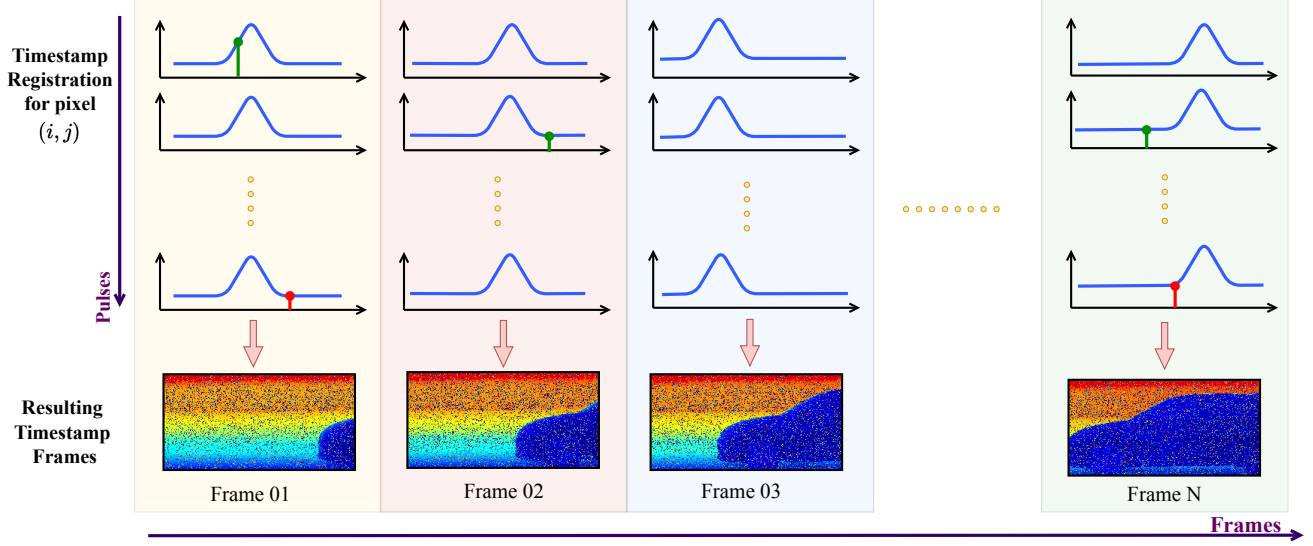 Timestamp
Registration
for pixel
(i, j)
Pulses
Resulting
Timestamp
Frames
Frame 01
Frame 02
Frame 03
Frame N
Frames